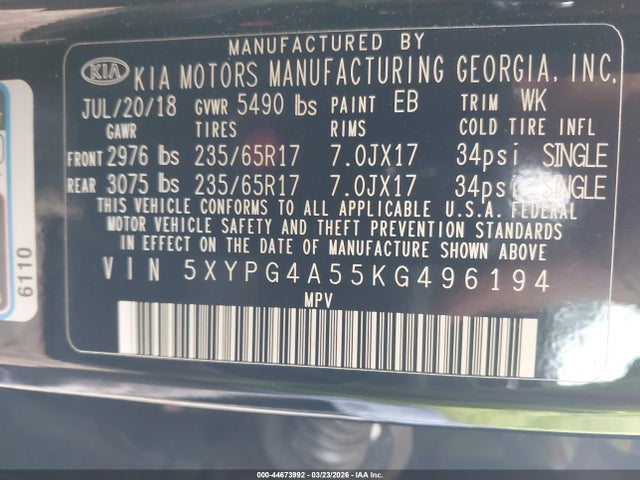 MANUFACTURED BY
KIA KIA MOTORS MANUFACTURING GEORGIA, INC.
JUL/20/18 GVWR 5490 lbs PAINT EB TRIM WK
GAWR TIRES RIMS COLD TIRE INFL
FRONT 2976 lbs 235/65R17 7.0JX17 34psi SINGLE
REAR 3075 lbs 235/65R17 7.0JX17 34psi SINGLE
THIS VEHICLE CONFORMS TO ALL APPLICABLE U.S.A. FEDERAL
MOTOR VEHICLE SAFETY AND THEFT PREVENTION STANDARDS
IN EFFECT ON THE DATE OF MANUFACTURE SHOWN ABOVE.
VIN 5XYPG4A55KG496194
MPV
6110
000-44673992 - 03/23/2026 - IAA Inc.